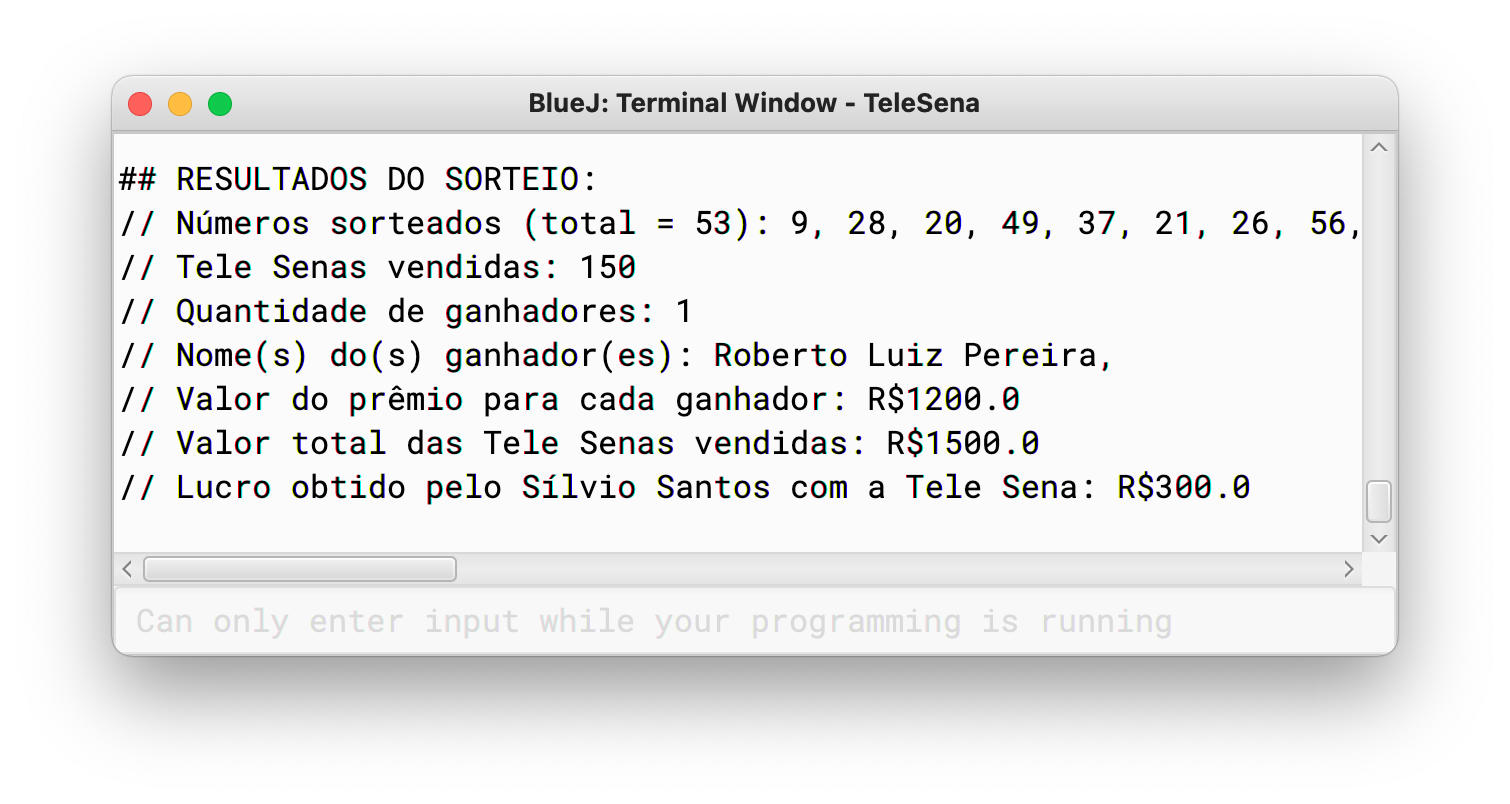 BlueJ: Terminal Window - TeleSena
## RESULTADOS DO SORTEIO:
// Números sorteados (total = 53): 9, 28, 20, 49, 37, 21, 26, 56,
// Tele Senas vendidas: 150
// Quantidade de ganhadores: 1
// Nome(s) do(s) ganhador(es): Roberto Luiz Pereira,
// Valor do prêmio para cada ganhador: R$1200.0
// Valor total das Tele Senas vendidas: R$1500.0
// Lucro obtido pelo Sílvio Santos com a Tele Sena: R$300.0
Can only enter input while your programming is running